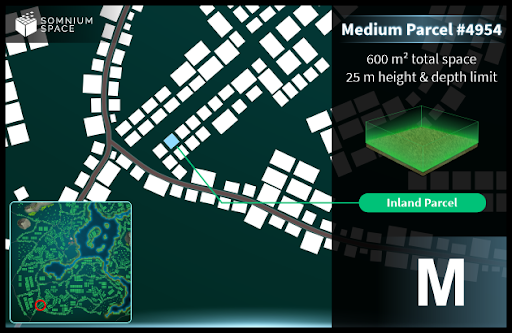 SOMNIUM
SPACE
Medium Parcel #4954
600 m² total space
25 m height & depth limit
Inland Parcel
M